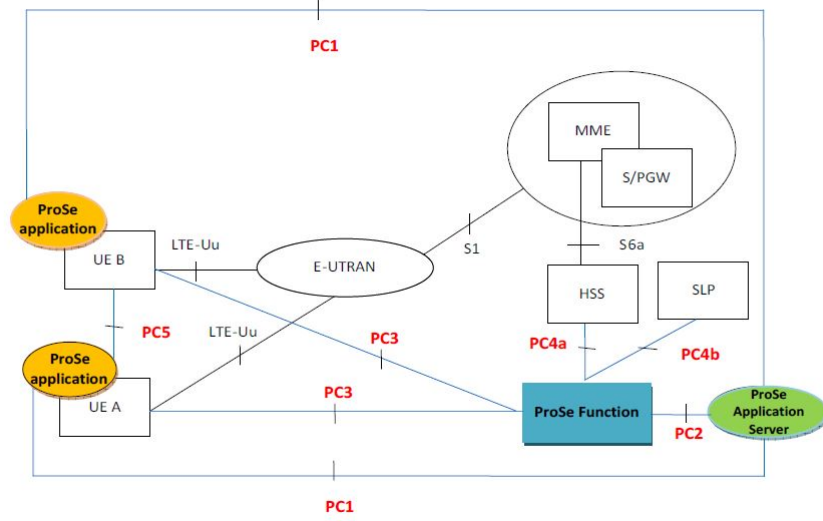 PC1
MME
S/PGW
ProSe
application
LTE-Uu
S1
S6a
UE B
E-UTRAN
HSS
SLP
PC5
LTE-Uu
PC3
PC4a
PC4b
ProSe
application
UE A
PC3
ProSe Function
PC2
ProSe
Application
Server
PC1